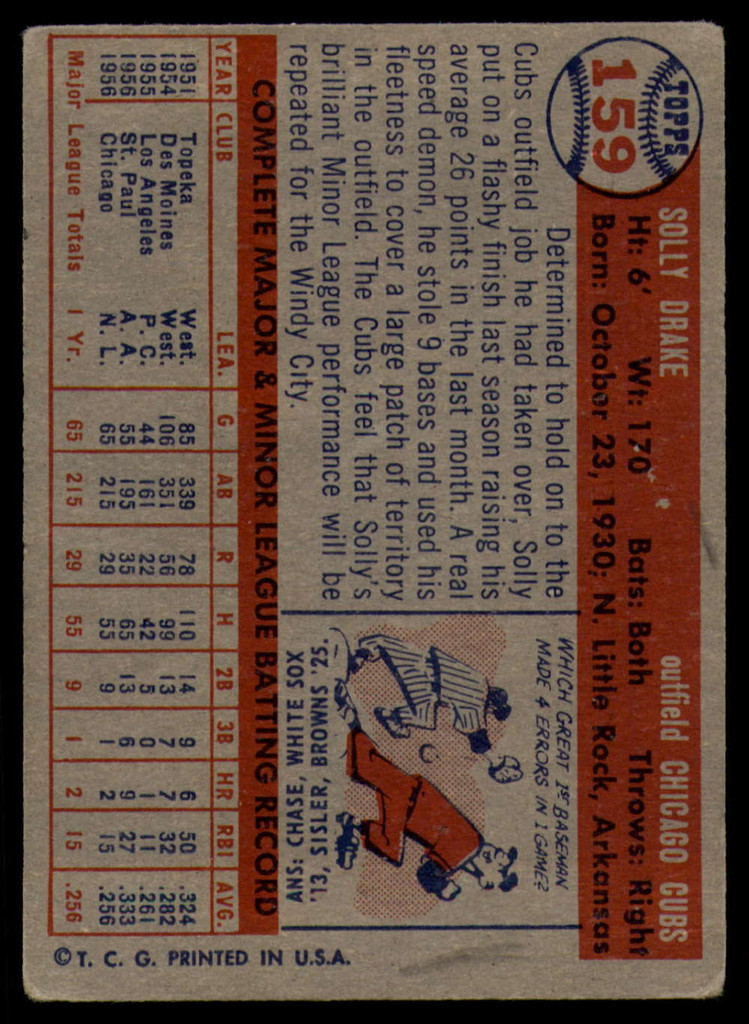 TOPPS
159
SOLLY DRAKE outfield CHICAGO CUBS
Ht: 6' Wt: 170 Bats: Both Throws: Right
Born: October 23, 1930; N. Little Rock, Arkansas
Determined to hold on to the
Cubs outfield job he had taken over, Solly
put on a flashy finish last season raising his
average 26 points in the last month. A real
speed demon, he stole 9 bases and used his
fleetness to cover a large patch of territory
in the outfield. The Cubs feel that Solly's
brilliant Minor League performance will be
repeated for the Windy City.
WHICH GREAT 1ST BASEMAN
MADE 4 ERRORS IN 1 GAME?
ANS: CHASE, WHITE SOX
'13, SISLER, BROWNS '25.
COMPLETE MAJOR & MINOR LEAGUE BATTING RECORD
YEAR CLUB LEA. G AB R H 2B 3B HR RBI AVG.
1951 Topeka West. 85 339 78 110 14 9 6 50 .324
1954 Des Moines West. 106 351 56 99 13 7 7 32 .282
1955 Los Angeles P. C. 44 161 22 42 5 0 1 11 .261
1956 St. Paul A. A. 55 195 35 65 13 6 9 27 .333
1956 Chicago N. L. 65 215 29 55 9 1 2 15 .256
Major League Totals 1 Yr. 65 215 29 55 9 1 2 15 .256
© T. C. G. PRINTED IN U.S.A.